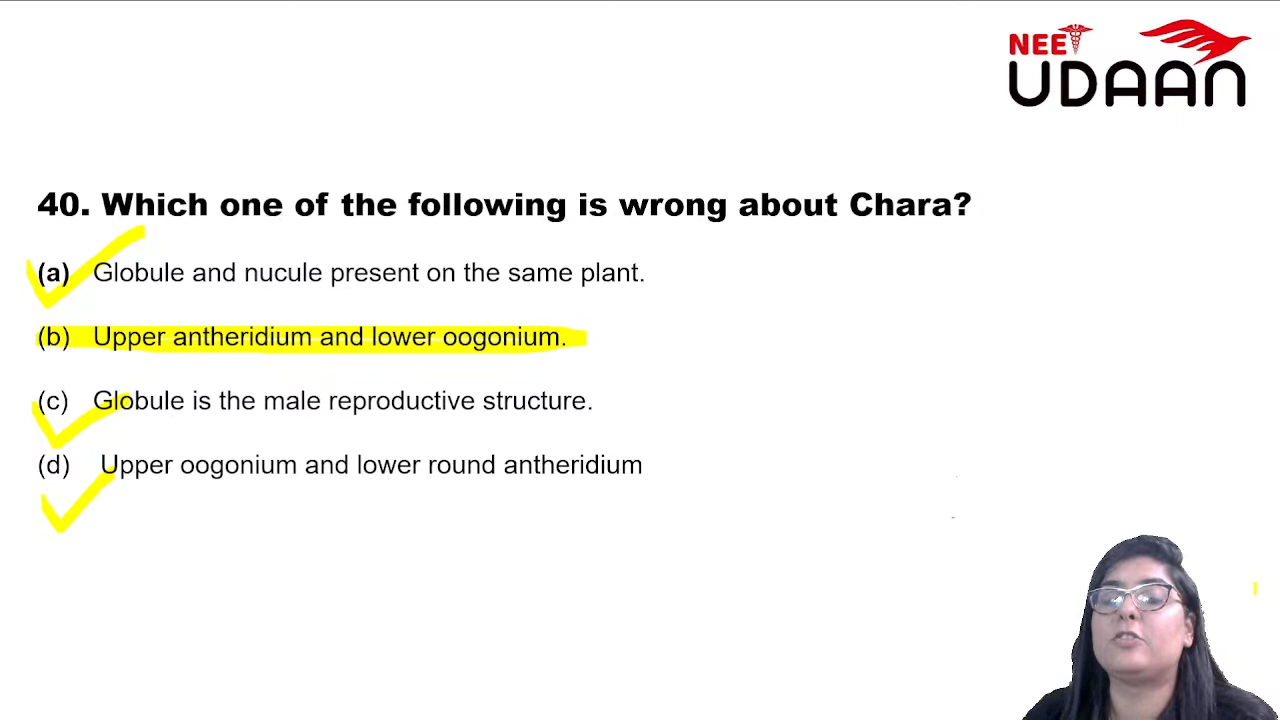 NEET
UDAAN
40. Which one of the following is wrong about Chara?
(a) Globule and nucule present on the same plant.
(b) Upper antheridium and lower oogonium.
(c) Globule is the male reproductive structure.
(d) Upper oogonium and lower round antheridium